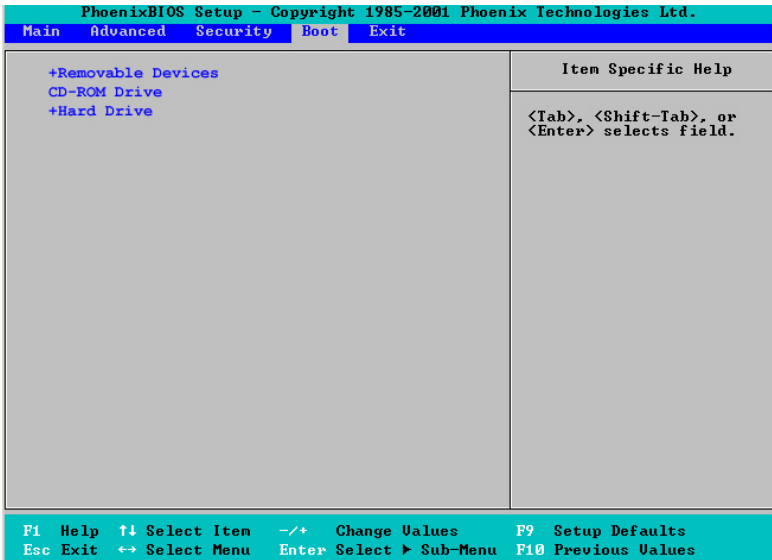 PhoenixBIOS Setup - Copyright 1985-2001 Phoenix Technologies Ltd.
Main Advanced Security Boot Exit
+Removable Devices
CD-ROM Drive
+Hard Drive
Item Specific Help
<Tab>, <Shift-Tab>, or
<Enter> selects field.
F1 Help ↑↓ Select Item -/+ Change Values F9 Setup Defaults
Esc Exit ↔ Select Menu Enter Select ▶ Sub-Menu F10 Previous Values